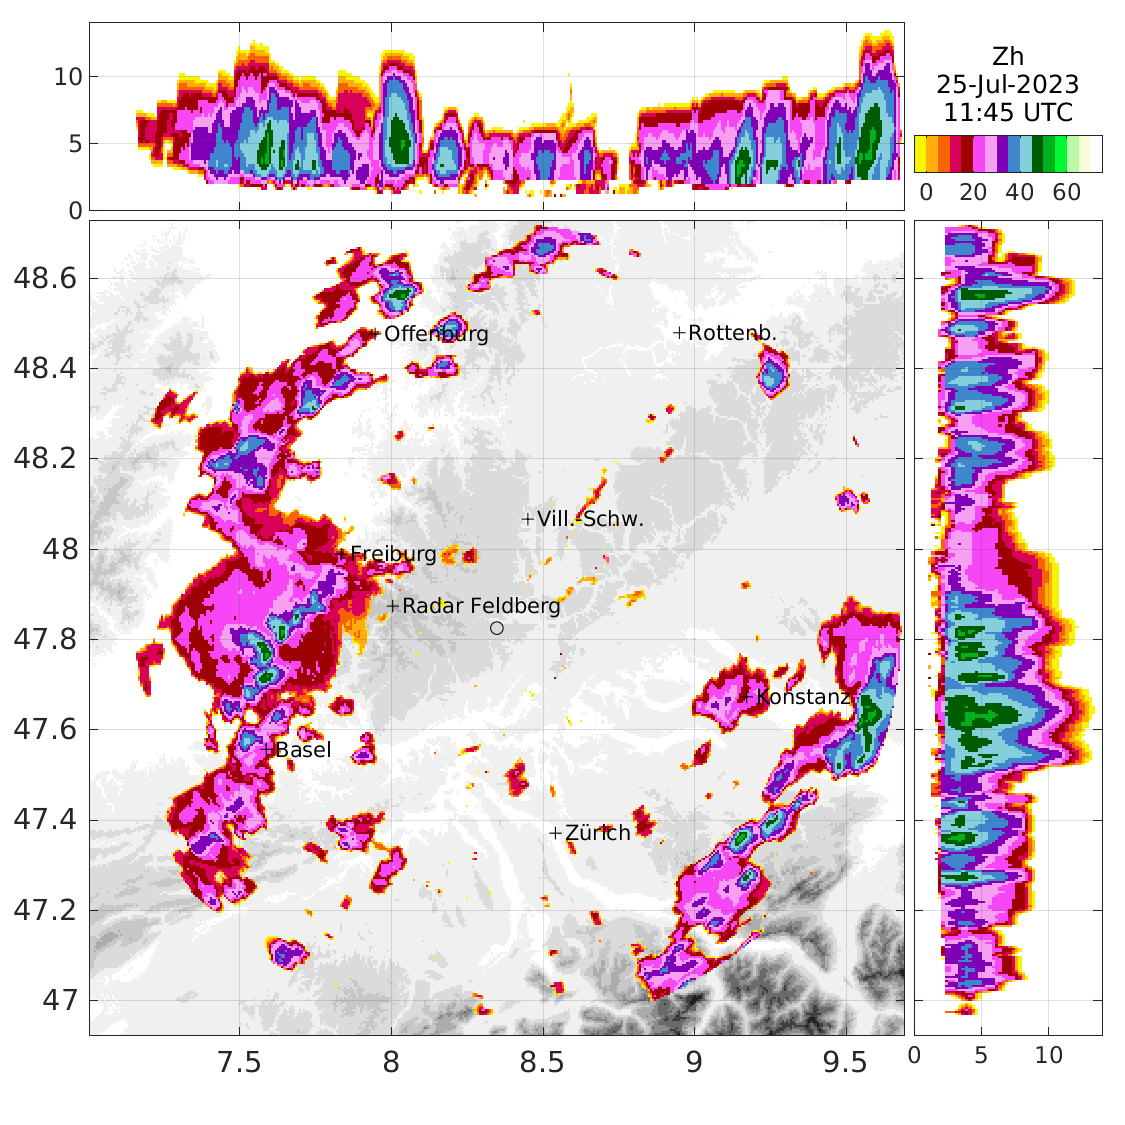 10
5
0
Zh
25-Jul-2023
11:45 UTC
0 20 40 60
48.6
48.4
48.2
48
47.8
47.6
47.4
47.2
47
+Offenburg
+Rottenb.
+Vill.-Schw.
+Freiburg
+Radar Feldberg
+Konstanz
+Basel
+Zürich
7.5 8 8.5 9 9.5
0 5 10